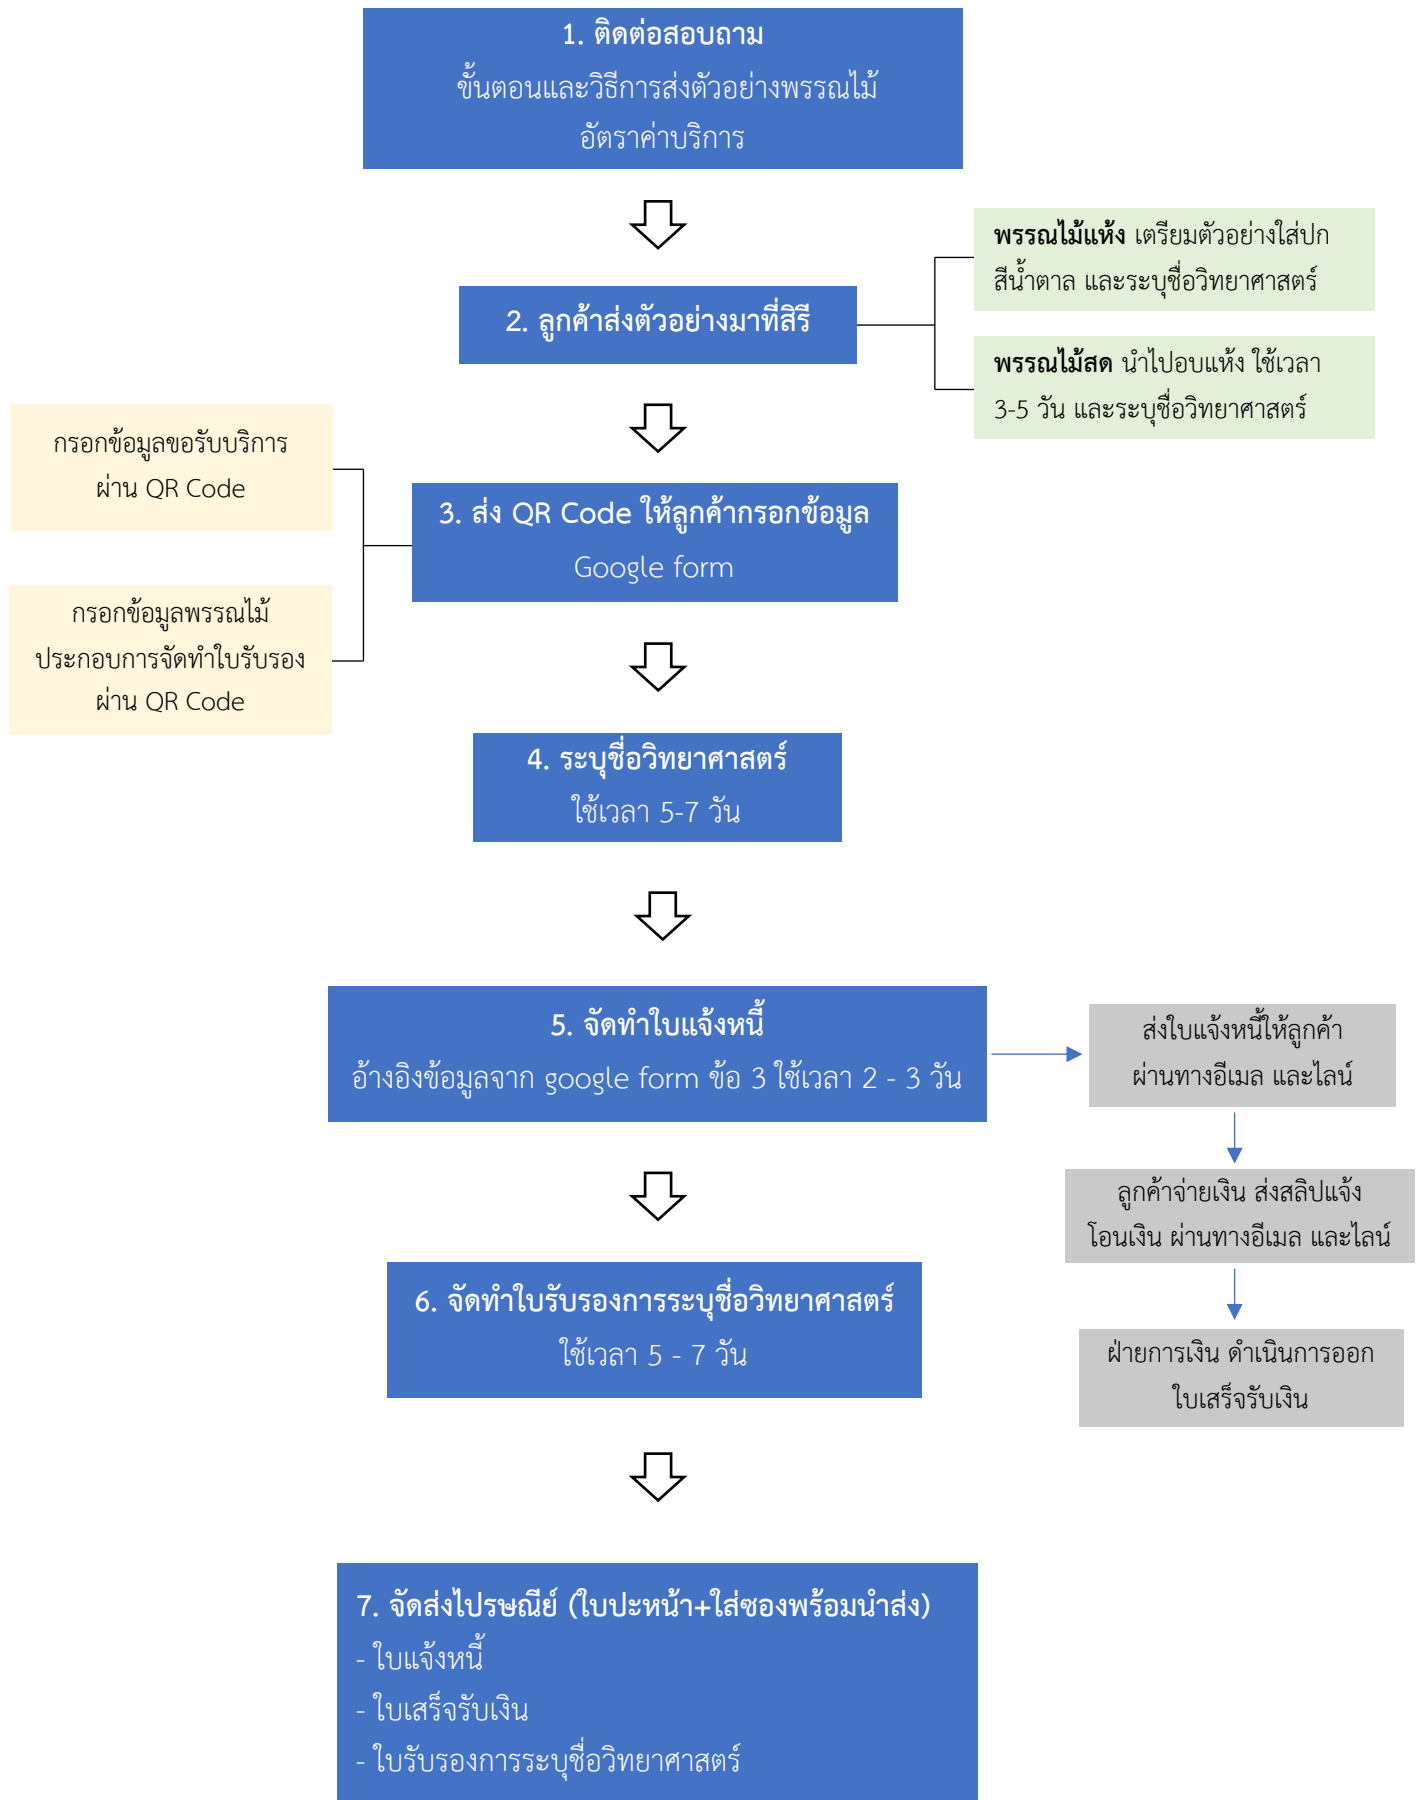 1. ติดต่อสอบถาม
ขั้นตอนและวิธีการส่งตัวอย่างพรรณไม้
อัตราค่าบริการ
พรรณไม้แห้ง เตรียมตัวอย่างใส่ปก
สีน้ำตาล และระบุชื่อวิทยาศาสตร์
2. ลูกค้าส่งตัวอย่างมาที่สิรี
พรรณไม้สด นำไปอบแห้ง ใช้เวลา
3-5 วัน และระบุชื่อวิทยาศาสตร์
กรอกข้อมูลขอรับบริการ
ผ่าน QR Code
3. ส่ง QR Code ให้ลูกค้ากรอกข้อมูล
Google form
กรอกข้อมูลพรรณไม้
ประกอบการจัดทำใบรับรอง
ผ่าน QR Code
4. ระบุชื่อวิทยาศาสตร์
ใช้เวลา 5-7 วัน
5. จัดทำใบแจ้งหนี้
อ้างอิงข้อมูลจาก google form ข้อ 3 ใช้เวลา 2 - 3 วัน
ส่งใบแจ้งหนี้ให้ลูกค้า
ผ่านทางอีเมล และไลน์
ลูกค้าจ่ายเงิน ส่งสลิปแจ้ง
โอนเงิน ผ่านทางอีเมล และไลน์
ฝ่ายการเงิน ดำเนินการออก
ใบเสร็จรับเงิน
6. จัดทำใบรับรองการระบุชื่อวิทยาศาสตร์
ใช้เวลา 5 - 7 วัน
7. จัดส่งไปรษณีย์ (ใบปะหน้า+ใส่ซองพร้อมนำส่ง)
- ใบแจ้งหนี้
- ใบเสร็จรับเงิน
- ใบรับรองการระบุชื่อวิทยาศาสตร์